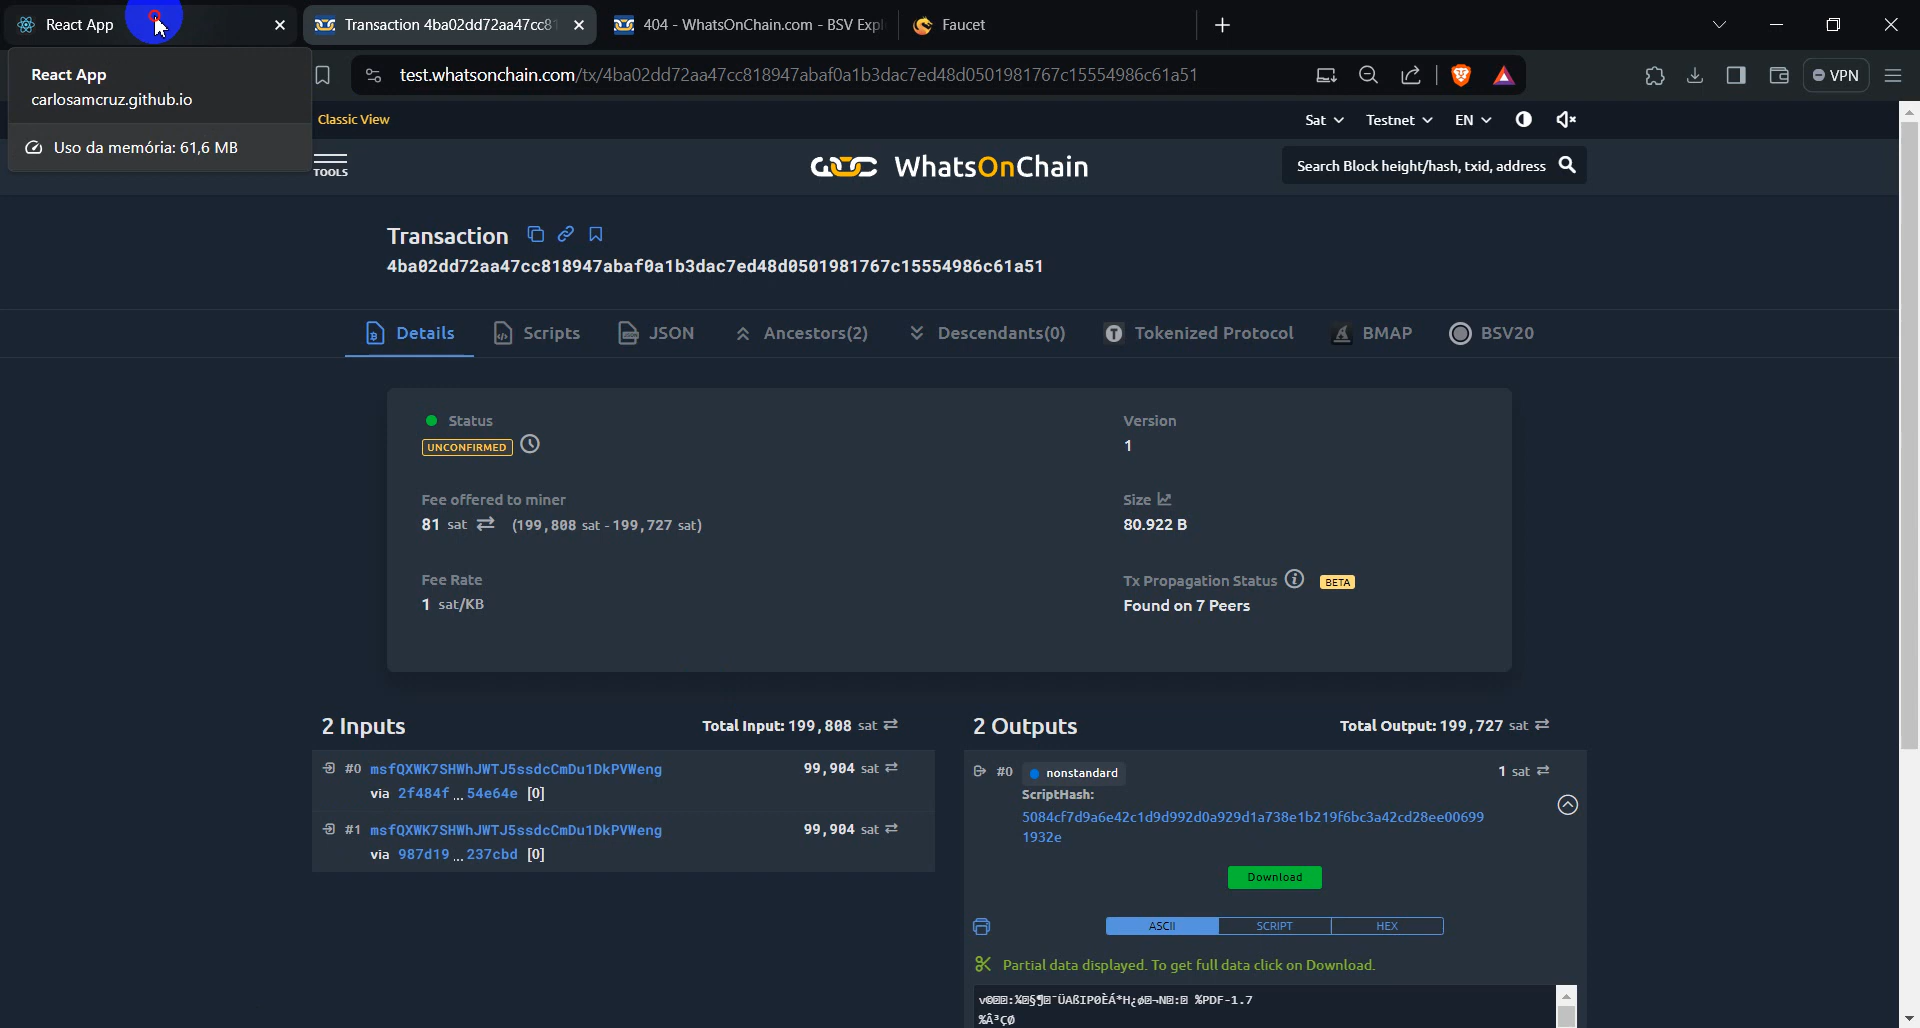 React App
Transaction 4ba02dd72aa47cc81
404 - WhatsOnChain.com - BSV Expl
Faucet
test.whatsonchain.com/tx/4ba02dd72aa47cc818947abaf0a1b3dac7ed48d0501981767c15554986c61a51
VPN
React App
carlosamcruz.github.io
Uso da memória: 61,6 MB
Classic View
Sat
Testnet
EN
TOOLS
WhatsOnChain
Search Block height/hash, txid, address
Transaction
4ba02dd72aa47cc818947abaf0a1b3dac7ed48d0501981767c15554986c61a51
Details
Scripts
JSON
Ancestors(2)
Descendants(0)
Tokenized Protocol
BMAP
BSV20
Status
UNCONFIRMED
Version
1
Fee offered to miner
81 sat (199,808 sat - 199,727 sat)
Size
80.922 B
Fee Rate
1 sat/KB
Tx Propagation Status BETA
Found on 7 Peers
2 Inputs
Total Input: 199,808 sat
#0 msfQXWK7SHWhJWTJ5ssdcCmDu1DkPVWeng 99,904 sat
via 2f484f...54e64e [0]
#1 msfQXWK7SHWhJWTJ5ssdcCmDu1DkPVWeng 99,904 sat
via 987d19...237cbd [0]
2 Outputs
Total Output: 199,727 sat
#0 nonstandard 1 sat
ScriptHash:
5084cf7d9a6e42c1d9d992d0a929d1a738e1b219f6bc3a42cd28ee00699
1932e
Download
ASCII
SCRIPT
HEX
Partial data displayed. To get full data click on Download.
%PDF-1.7